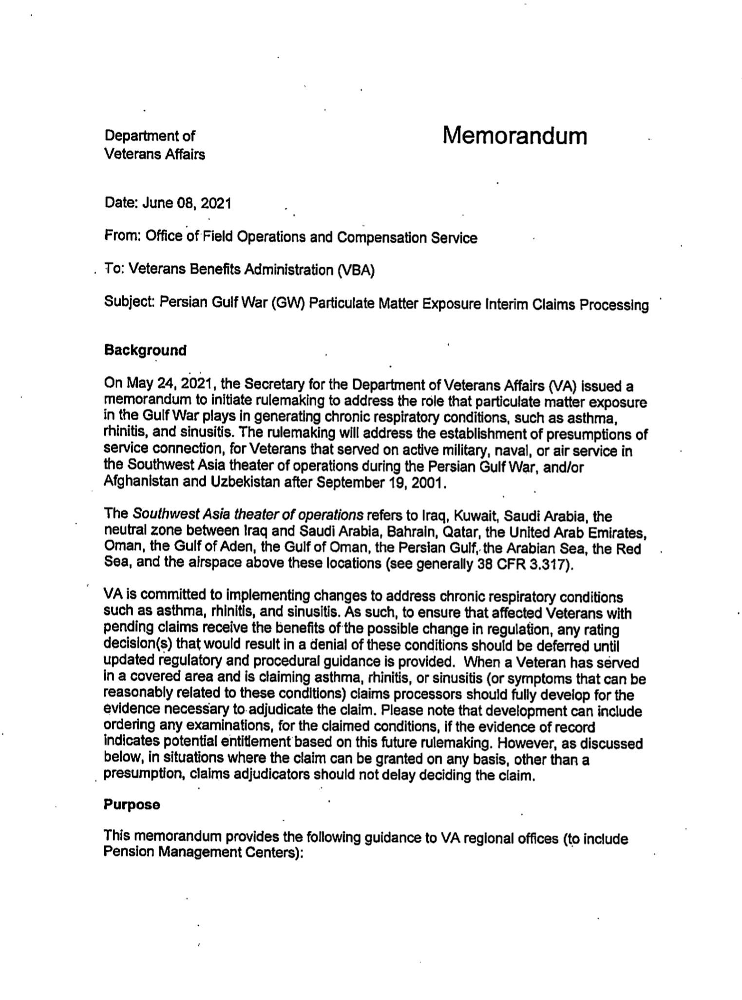 Department of
Veterans Affairs
Memorandum
Date: June 08, 2021
From: Office of Field Operations and Compensation Service
To: Veterans Benefits Administration (VBA)
Subject: Persian Gulf War (GW) Particulate Matter Exposure Interim Claims Processing
Background
On May 24, 2021, the Secretary for the Department of Veterans Affairs (VA) issued a
memorandum to initiate rulemaking to address the role that particulate matter exposure
in the Gulf War plays in generating chronic respiratory conditions, such as asthma,
rhinitis, and sinusitis. The rulemaking will address the establishment of presumptions of
service connection, for Veterans that served on active military, naval, or air service in
the Southwest Asia theater of operations during the Persian Gulf War, and/or
Afghanistan and Uzbekistan after September 19, 2001.
The Southwest Asia theater of operations refers to Iraq, Kuwait, Saudi Arabia, the
neutral zone between Iraq and Saudi Arabia, Bahrain, Qatar, the United Arab Emirates,
Oman, the Gulf of Aden, the Gulf of Oman, the Persian Gulf, the Arabian Sea, the Red
Sea, and the airspace above these locations (see generally 38 CFR 3.317).
VA is committed to implementing changes to address chronic respiratory conditions
such as asthma, rhinitis, and sinusitis. As such, to ensure that affected Veterans with
pending claims receive the benefits of the possible change in regulation, any rating
decision(s) that would result in a denial of these conditions should be deferred until
updated regulatory and procedural guidance is provided.  When a Veteran has served
in a covered area and is claiming asthma, rhinitis, or sinusitis (or symptoms that can be
reasonably related to these conditions) claims processors should fully develop for the
evidence necessary to adjudicate the claim. Please note that development can include
ordering any examinations, for the claimed conditions, if the evidence of record
indicates potential entitlement based on this future rulemaking. However, as discussed
below, in situations where the claim can be granted on any basis, other than a
presumption, claims adjudicators should not delay deciding the claim.
Purpose
This memorandum provides the following guidance to VA regional offices (to include
Pension Management Centers):